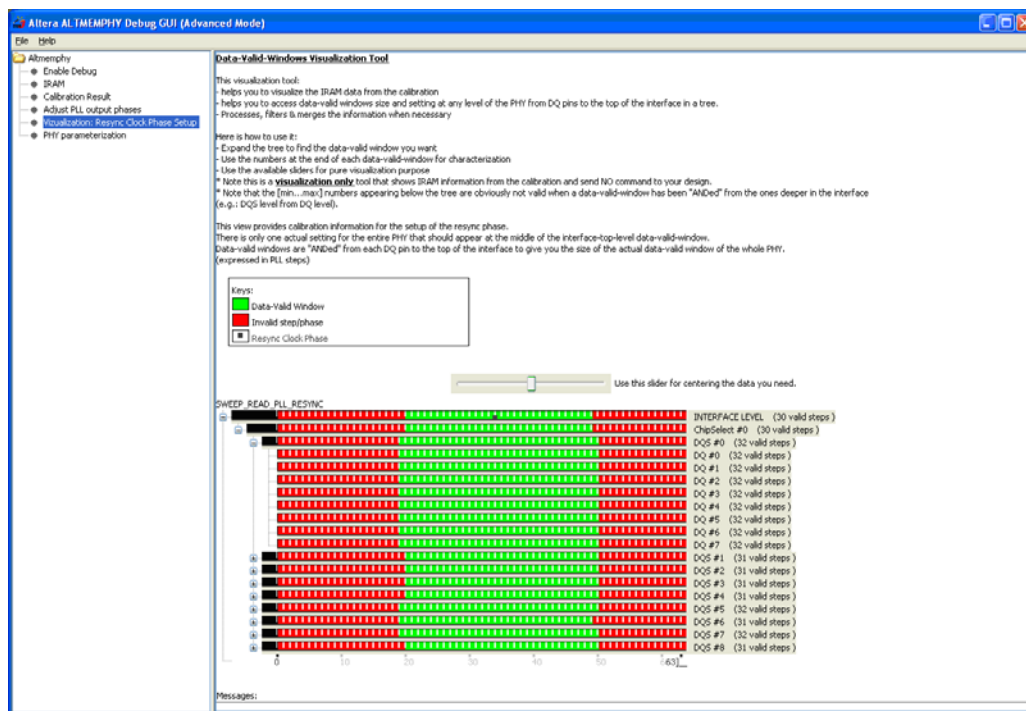 Altera ALTMEMPHY Debug GUI (Advanced Mode)
File Help
Altmemphy
Enable Debug
IRAM
Calibration Result
Adjust PLL output phases
Vizualization: Resync Clock Phase Setup
PHY parameterization
Data-Valid-Windows Visualization Tool
This visualization tool:
- helps you to visualize the IRAM data from the calibration
- helps you to access data-valid windows size and setting at any level of the PHY from DQ pins to the top of the interface in a tree.
- Processes, filters & merges the information when necessary
Here is how to use it:
- Expand the tree to find the data-valid window you want
- Use the numbers at the end of each data-valid-window for characterization
- Use the available sliders for pure visualization purpose
* Note this is a visualization only tool that shows IRAM information from the calibration and send NO command to your design.
* Note that the [min...max] numbers appearing below the tree are obviously not valid when a data-valid-window has been "ANDed" from the ones deeper in the interface
(e.g.: DQS level from DQ level).
This view provides calibration information for the setup of the resync phase.
There is only one actual setting for the entire PHY that should appear at the middle of the interface-top-level data-valid-window.
Data-valid windows are "ANDed" from each DQ pin to the top of the interface to give you the size of the actual data-valid window of the whole PHY.
(expressed in PLL steps)
Keys:
Data-Valid Window
Invalid step/phase
Resync Clock Phase
Use this slider for centering the data you need.
SWEEP_READ_PLL_RESYNC
INTERFACE LEVEL (30 valid steps )
ChipSelect #0 (30 valid steps )
DQS #0 (32 valid steps )
DQ #0 (32 valid steps )
DQ #1 (32 valid steps )
DQ #2 (32 valid steps )
DQ #3 (32 valid steps )
DQ #4 (32 valid steps )
DQ #5 (32 valid steps )
DQ #6 (32 valid steps )
DQ #7 (32 valid steps )
DQS #1 (31 valid steps )
DQS #2 (31 valid steps )
DQS #3 (31 valid steps )
DQS #4 (31 valid steps )
DQS #5 (32 valid steps )
DQS #6 (31 valid steps )
DQS #7 (32 valid steps )
DQS #8 (31 valid steps )
0 10 20 30 40 50 63]
Messages: